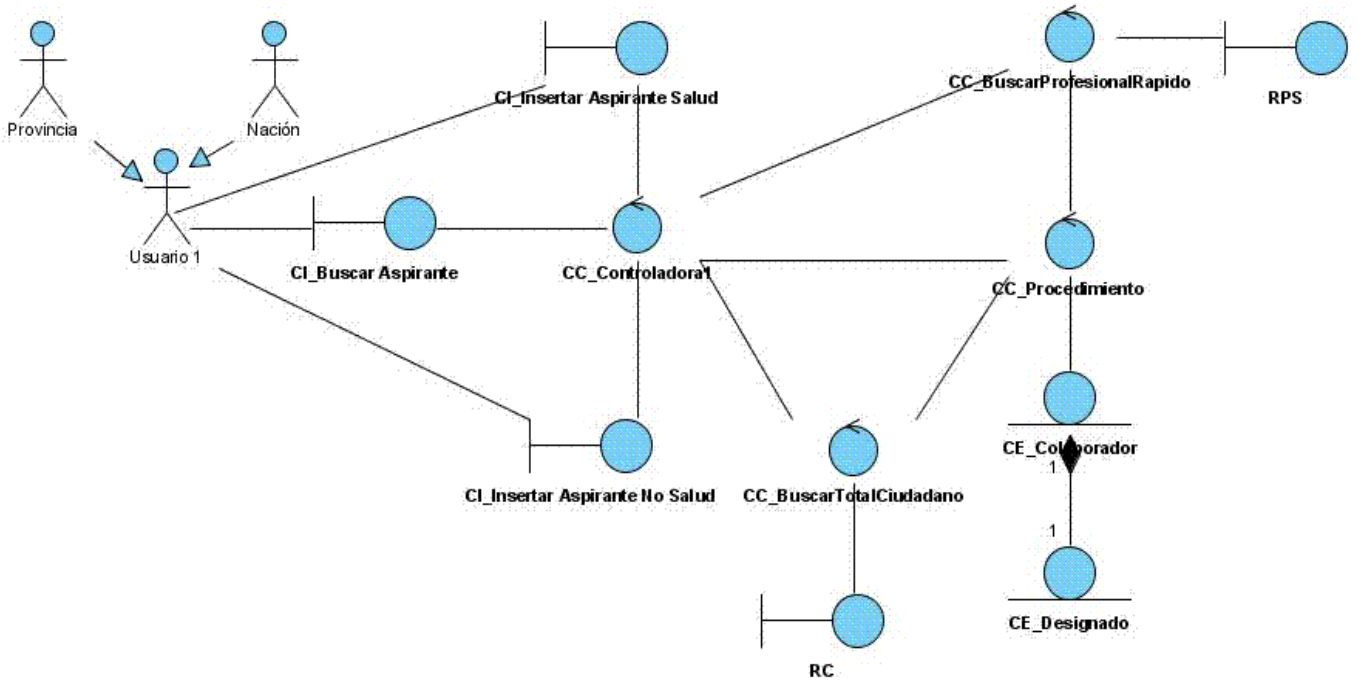 Provincia
Nación
Usuario 1
CI_Insertar Aspirante Salud
CC_BuscarProfesionalRapido
RPS
CI_Buscar Aspirante
CC_Controladora1
CC_Procedimiento
CE_Colaborador
1
1
CI_Insertar Aspirante No Salud
CC_BuscarTotalCiudadano
CE_Designado
RC